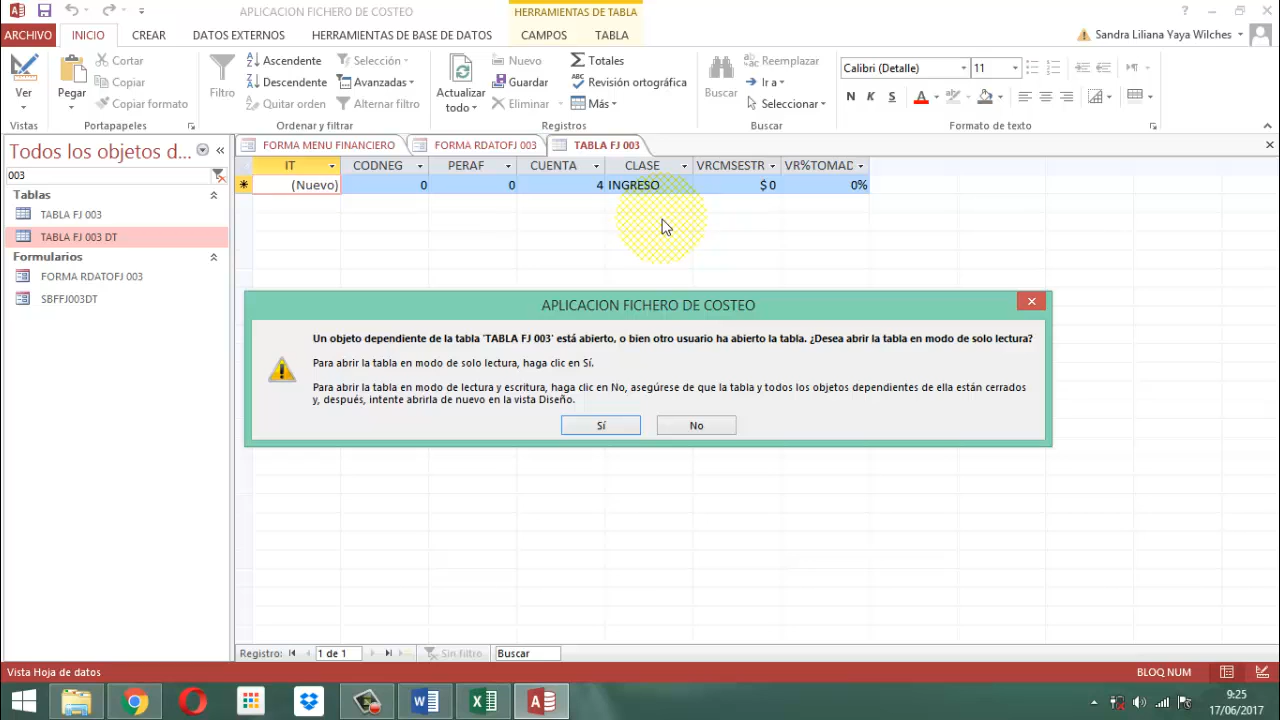 APLICACION FICHERO DE COSTEO
HERRAMIENTAS DE TABLA
?
ARCHIVO INICIO CREAR DATOS EXTERNOS HERRAMIENTAS DE BASE DE DATOS CAMPOS TABLA
Sandra Liliana Yaya Wilches
Ver
Vistas
Pegar
Cortar
Copiar
Copiar formato
Portapapeles
Filtro
Ascendente
Descendente
Quitar orden
Selección
Avanzadas
Alternar filtro
Ordenar y filtrar
Actualizar
todo
Nuevo
Guardar
Eliminar
Totales
Revisión ortográfica
Más
Registros
Buscar
Reemplazar
Ir a
Seleccionar
Buscar
Calibri (Detalle) 11
N K S A
Formato de texto
Todos los objetos d...
003
Tablas
TABLA FJ 003
TABLA FJ 003 DT
Formularios
FORMA RDATOFJ 003
SBFFJ003DT
FORMA MENU FINANCIERO FORMA RDATOFJ 003 TABLA FJ 003
IT CODNEG PERAF CUENTA CLASE VRCMSESTR VR%TOMAD
(Nuevo) 0 0 4 INGRESO $ 0 0%
APLICACION FICHERO DE COSTEO
Un objeto dependiente de la tabla 'TABLA FJ 003' está abierto, o bien otro usuario ha abierto la tabla. ¿Desea abrir la tabla en modo de solo lectura?
Para abrir la tabla en modo de solo lectura, haga clic en Sí.
Para abrir la tabla en modo de lectura y escritura, haga clic en No, asegúrese de que la tabla y todos los objetos dependientes de ella están cerrados
y, después, intente abrirla de nuevo en la vista Diseño.
Sí No
Registro: 1 de 1 Sin filtro Buscar
Vista Hoja de datos
BLOQ NUM
9:25
17/06/2017